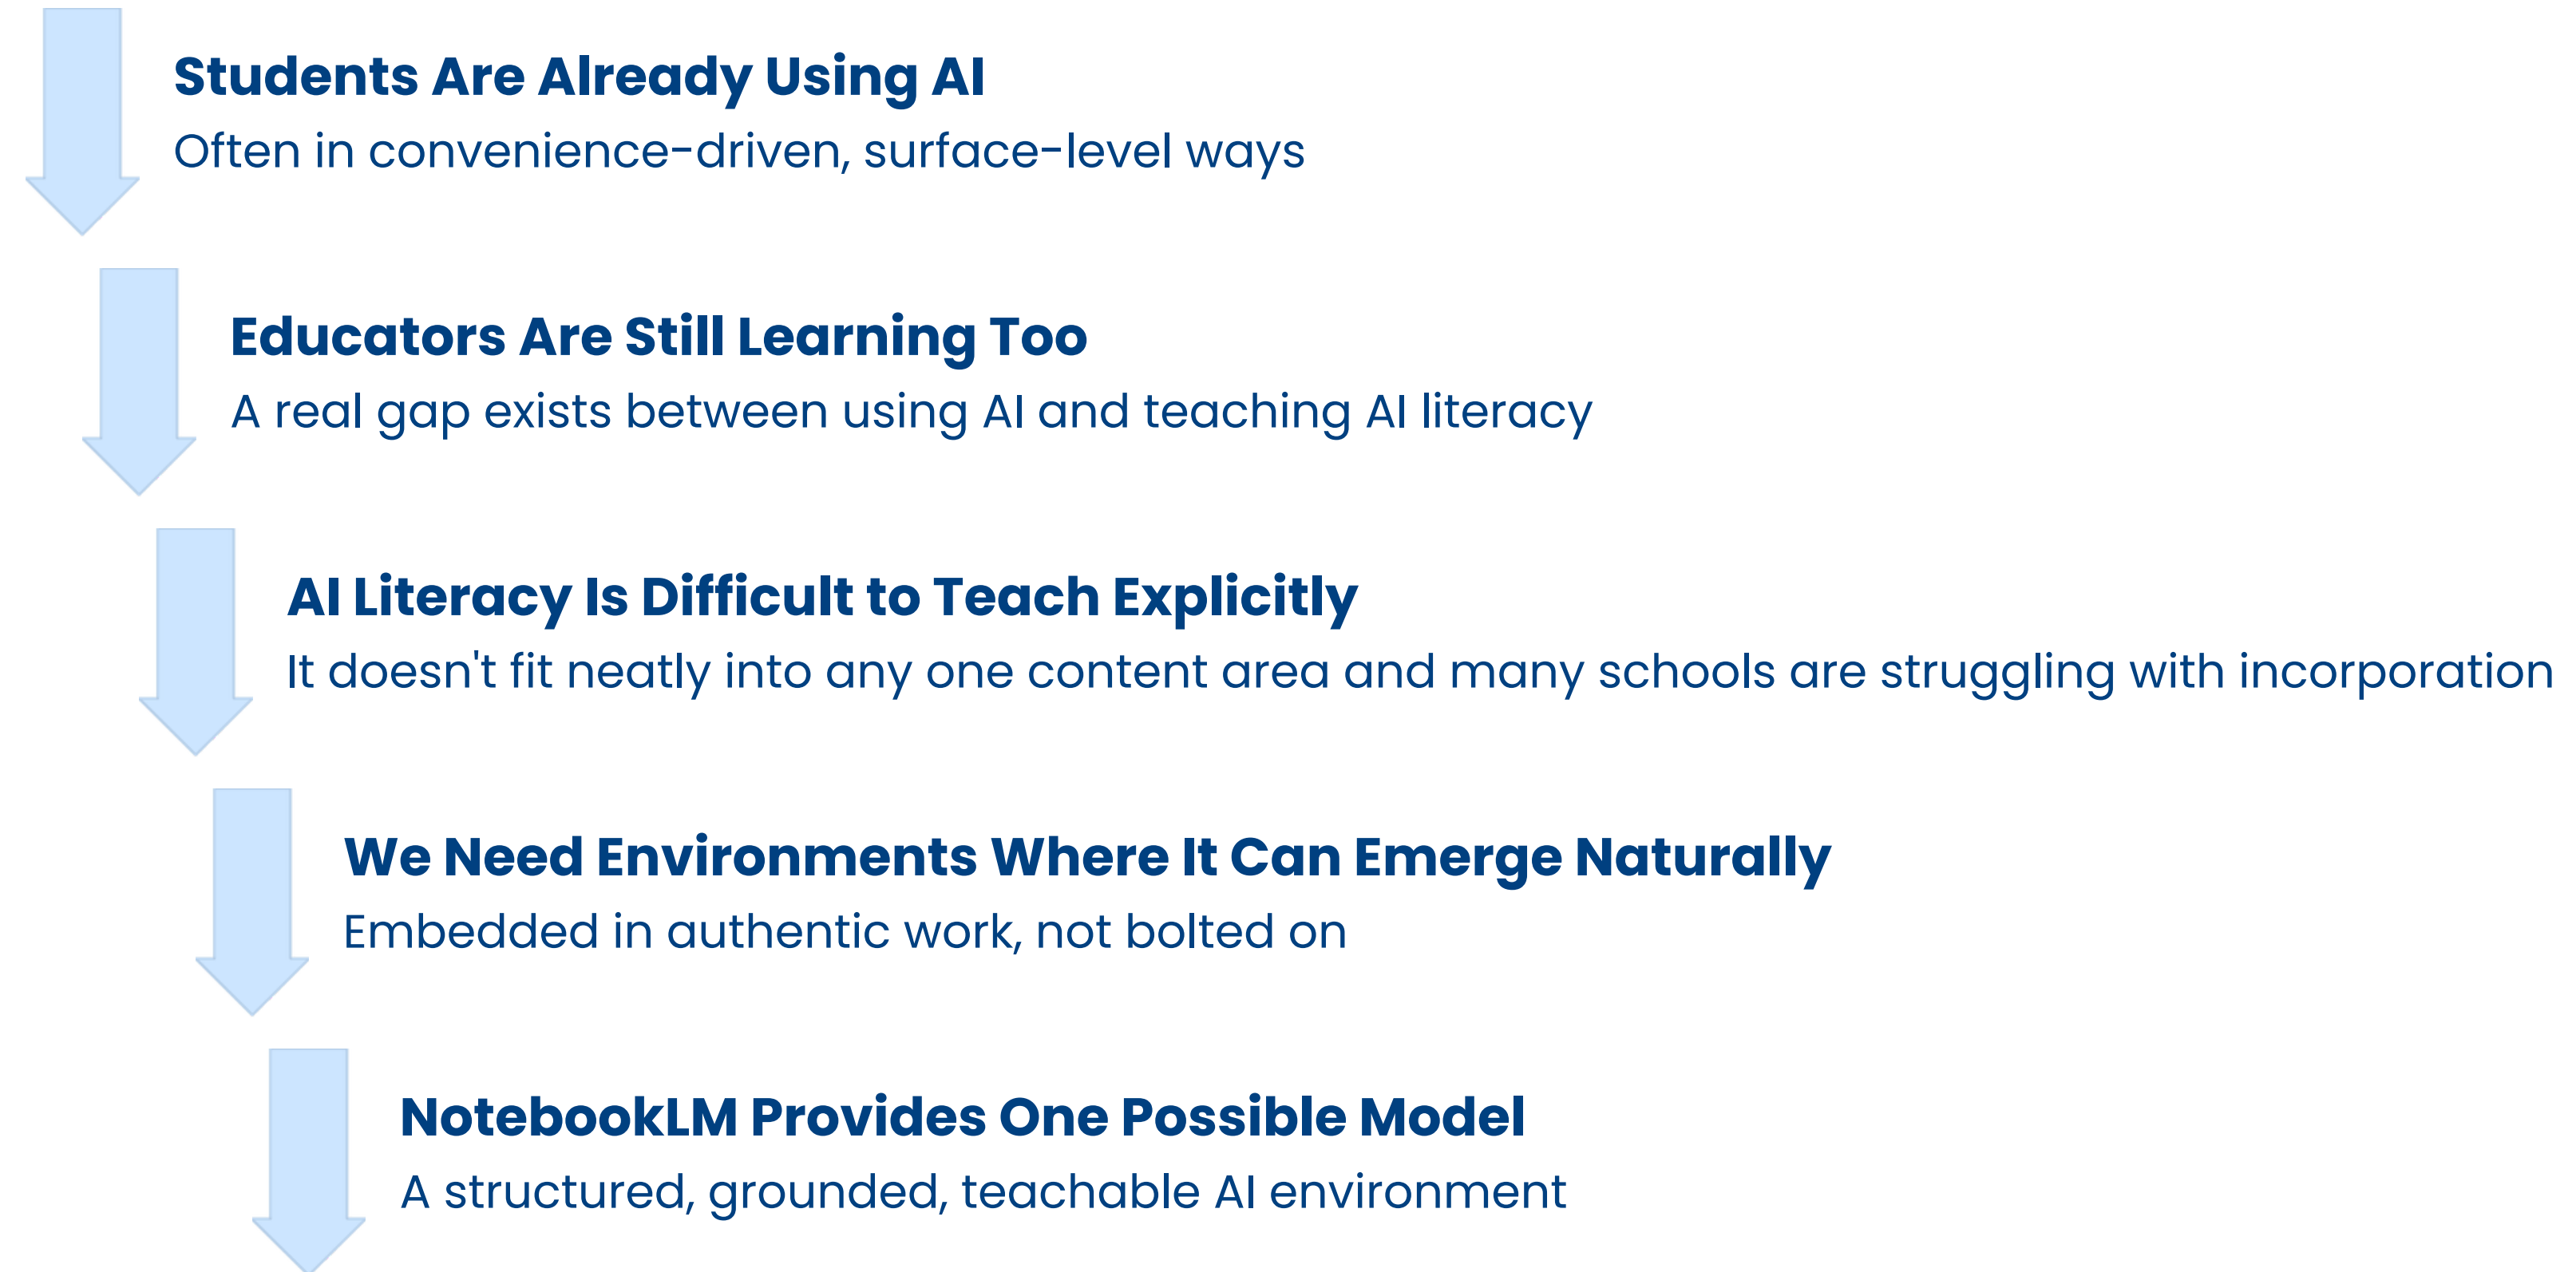 Students Are Already Using AI
Often in convenience-driven, surface-level ways
Educators Are Still Learning Too
A real gap exists between using AI and teaching AI literacy
AI Literacy Is Difficult to Teach Explicitly
It doesn't fit neatly into any one content area and many schools are struggling with incorporation
We Need Environments Where It Can Emerge Naturally
Embedded in authentic work, not bolted on
NotebookLM Provides One Possible Model
A structured, grounded, teachable AI environment